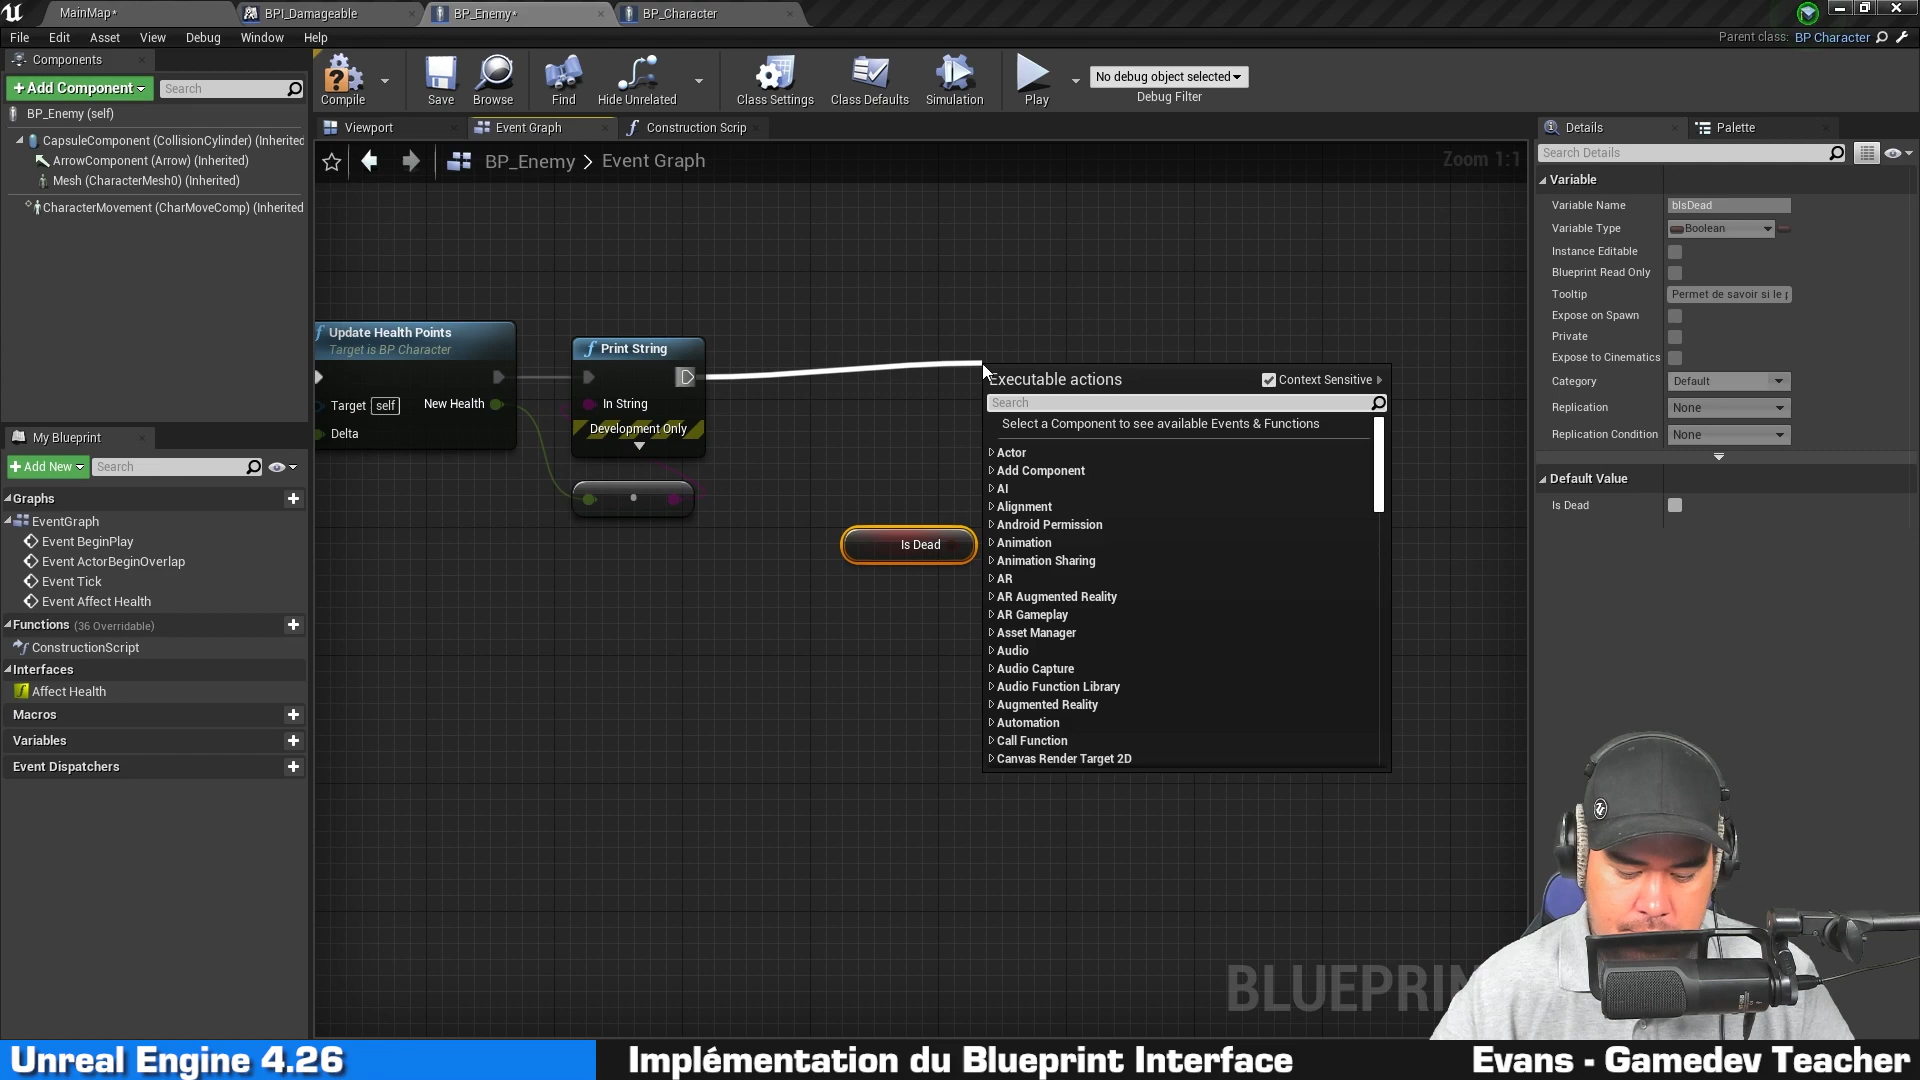 MainMap*
BPI_Damageable
BP_Enemy*
BP_Character
File Edit Asset View Debug Window Help
Parent class: BP Character
Components
+Add Component
Search
BP_Enemy (self)
CapsuleComponent (CollisionCylinder) (Inherited
ArrowComponent (Arrow) (Inherited)
Mesh (CharacterMesh0) (Inherited)
CharacterMovement (CharMoveComp) (Inherited
Compile
Save
Browse
Find
Hide Unrelated
Class Settings
Class Defaults
Simulation
Play
No debug object selected
Debug Filter
Viewport
Event Graph
Construction Scrip
BP_Enemy > Event Graph
Zoom 1:1
Update Health Points
Target is BP Character
Target self
New Health
Delta
Print String
In String
Development Only
Is Dead
Executable actions
Context Sensitive
Search
Select a Component to see available Events & Functions
Actor
Add Component
AI
Alignment
Android Permission
Animation
Animation Sharing
AR
AR Augmented Reality
AR Gameplay
Asset Manager
Audio
Audio Capture
Audio Function Library
Augmented Reality
Automation
Call Function
Canvas Render Target 2D
My Blueprint
+Add New
Search
Graphs
EventGraph
Event BeginPlay
Event ActorBeginOverlap
Event Tick
Event Affect Health
Functions (36 Overridable)
ConstructionScript
Interfaces
Affect Health
Macros
Variables
Event Dispatchers
Details
Palette
Search Details
Variable
Variable Name bIsDead
Variable Type Boolean
Instance Editable
Blueprint Read Only
Tooltip Permet de savoir si le p
Expose on Spawn
Private
Expose to Cinematics
Category Default
Replication None
Replication Condition None
Default Value
Is Dead
BLUEPRIN
Unreal Engine 4.26
Implémentation du Blueprint Interface
Evans - Gamedev Teacher